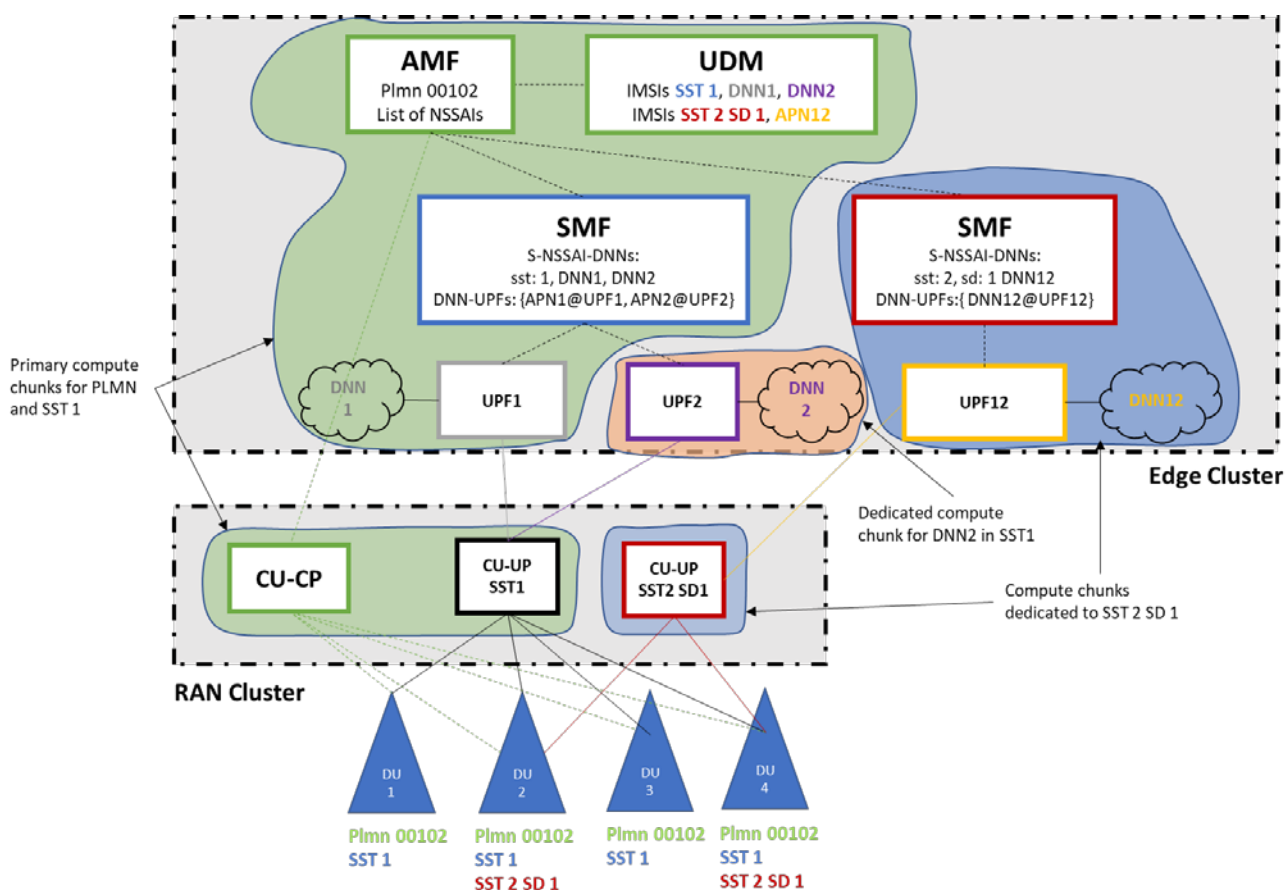 AMF
Plmn 00102
List of NSSAIs
UDM
IMSIs SST 1, DNN1, DNN2
IMSIs SST 2 SD 1, APN12
SMF
S-NSSAI-DNNs:
sst: 1, DNN1, DNN2
DNN-UPFs: {APN1@UPF1, APN2@UPF2}
SMF
S-NSSAI-DNNs:
sst: 2, sd: 1 DNN12
DNN-UPFs:{ DNN12@UPF12}
Primary compute
chunks for PLMN
and SST 1
DNN
1
UPF1
UPF2
DNN
2
UPF12
DNN12
Edge Cluster
Dedicated compute
chunk for DNN2 in SST1
CU-CP
CU-UP
SST1
CU-UP
SST2 SD1
Compute chunks
dedicated to SST 2 SD 1
RAN Cluster
DU
1
DU
2
DU
3
DU
4
Plmn 00102
SST 1
Plmn 00102
SST 1
SST 2 SD 1
Plmn 00102
SST 1
Plmn 00102
SST 1
SST 2 SD 1